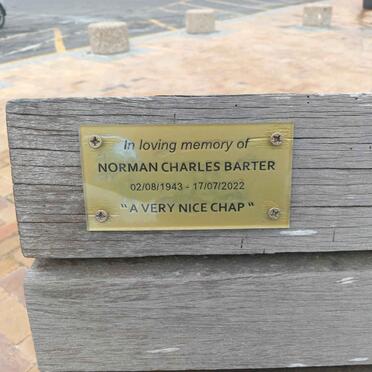 In loving memory of
NORMAN CHARLES BARTER
02/08/1943 - 17/07/2022
"A VERY NICE CHAP"